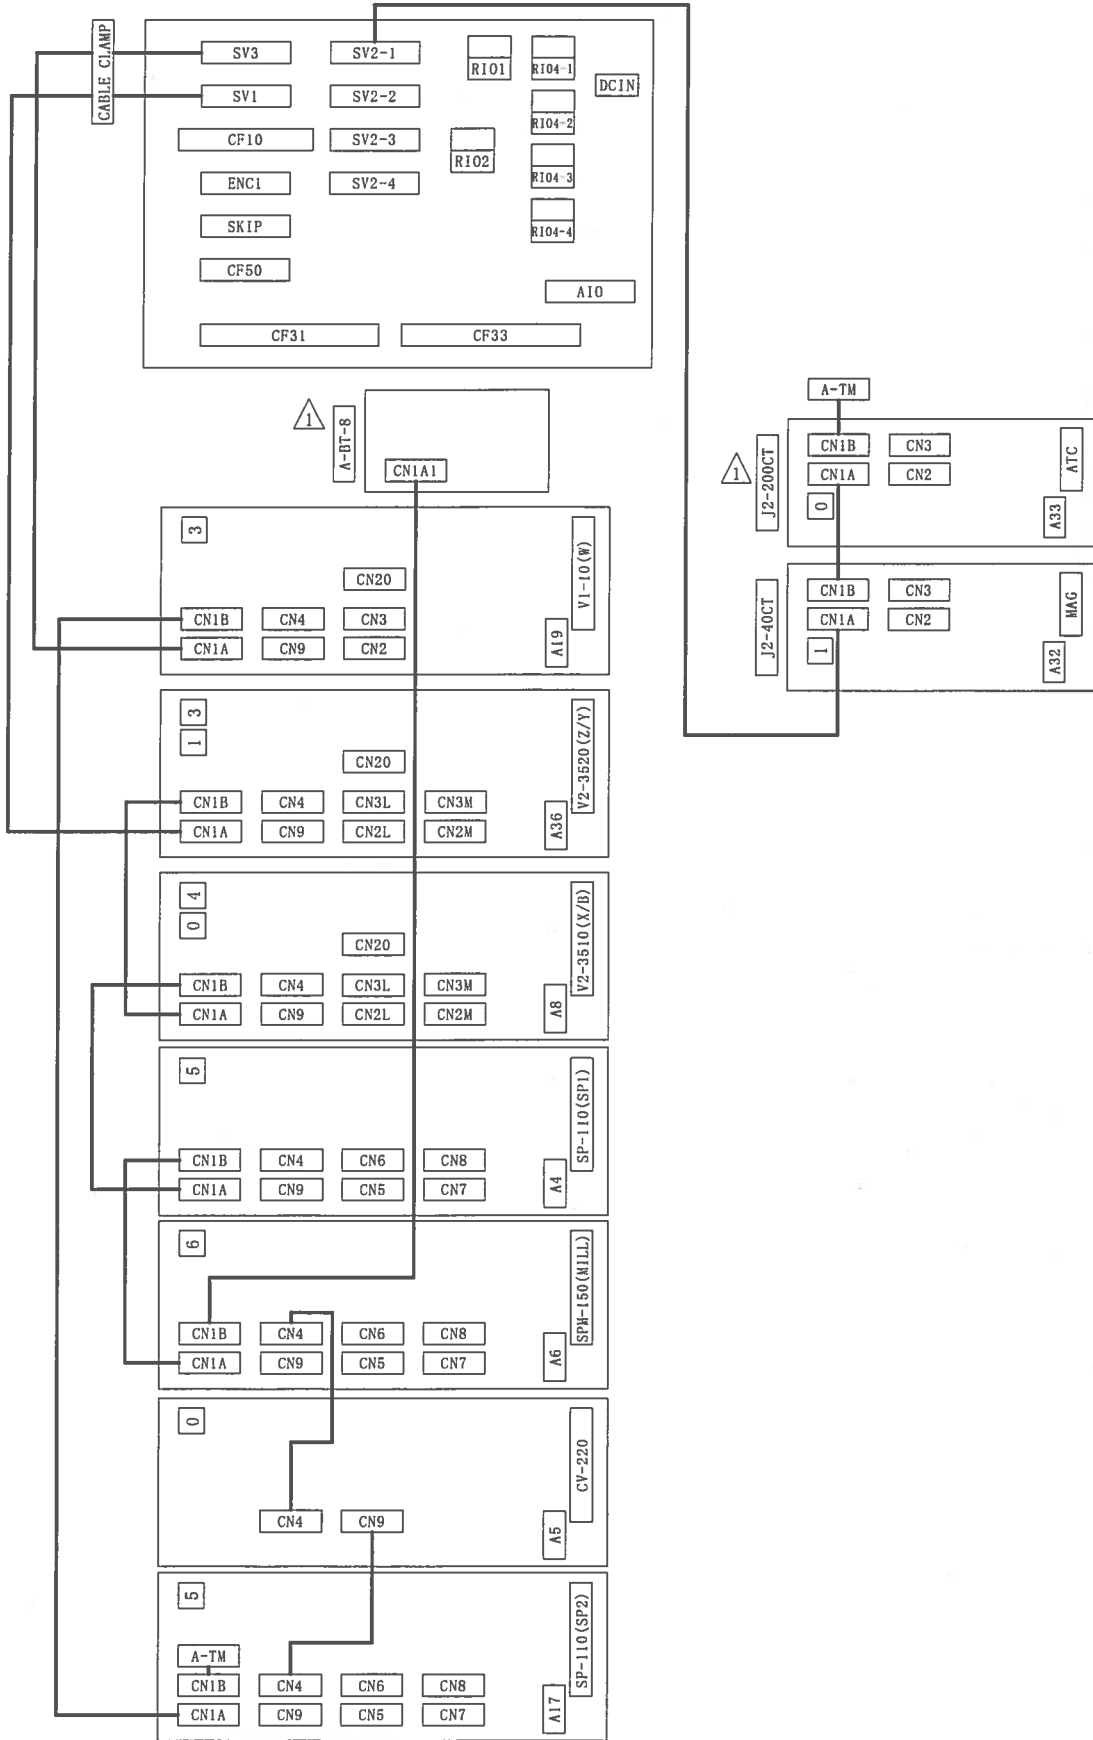 CABLE CLAMP
SV3
SV2-1
SV1
SV2-2
CF10
SV2-3
ENC1
SV2-4
SKIP
CF50
RIO1
RIO2
RIO4-1
RIO4-2
RIO4-3
RIO4-4
DCIN
AIO
CF31
CF33
1
A-BT-8
CN1A1
3
CN20
CN1B
CN4
CN3
CN1A
CN9
CN2
A19
V1-10(W)
3
1
CN20
CN1B
CN4
CN3L
CN3M
CN1A
CN9
CN2L
CN2M
A36
V2-3520(Z/Y)
4
0
CN20
CN1B
CN4
CN3L
CN3M
CN1A
CN9
CN2L
CN2M
A8
V2-3510(X/B)
5
CN1B
CN4
CN6
CN8
CN1A
CN9
CN5
CN7
A4
SP-110(SP1)
6
CN1B
CN4
CN6
CN8
CN1A
CN9
CN5
CN7
A6
SPM-150(MILL)
0
CN4
CN9
A5
CV-220
5
A-TM
CN1B
CN4
CN6
CN8
CN1A
CN9
CN5
CN7
A17
SP-110(SP2)
A-TM
1
J2-200CT
CN1B
CN3
CN1A
CN2
0
A33
ATC
J2-40CT
CN1B
CN3
CN1A
CN2
1
A32
MAG